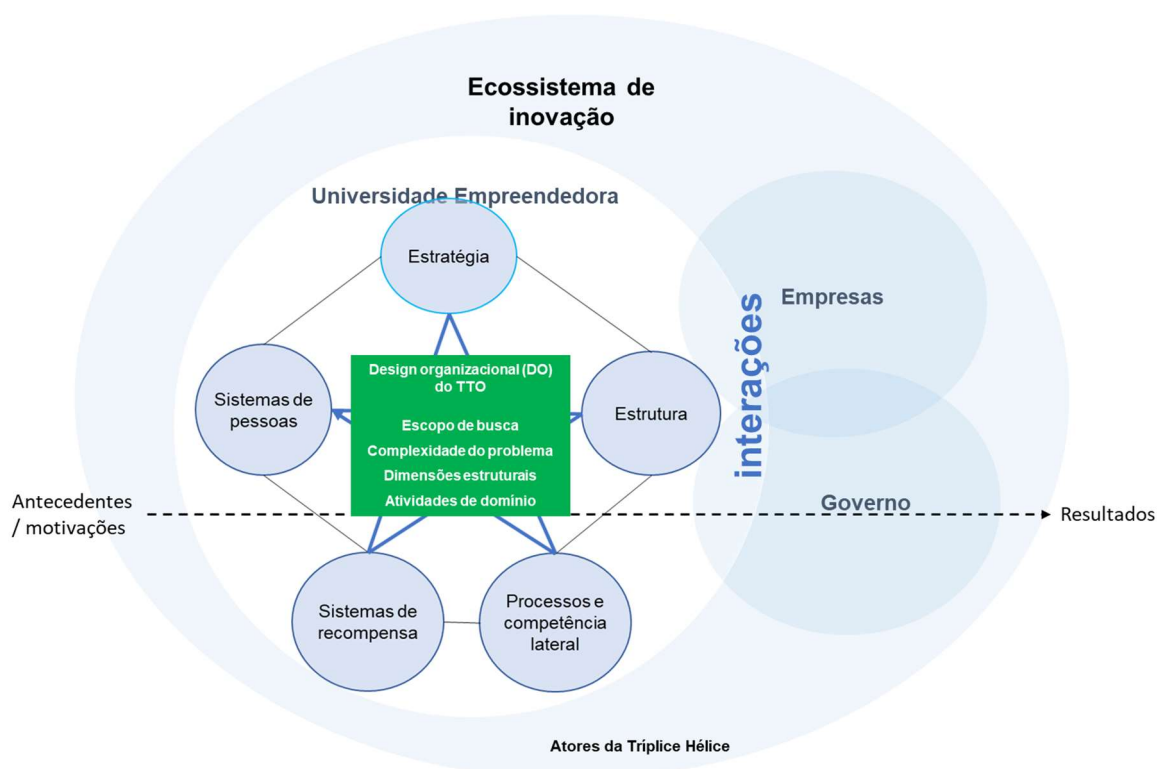 Ecossistema de
inovação
Universidade Empreendedora
Estratégia
Empresas
interações
Design organizacional (DO)
do TTO
Escopo de busca
Complexidade do problema
Dimensões estruturais
Atividades de domínio
Sistemas de
pessoas
Estrutura
Antecedentes
/ motivações
Governo
Resultados
Sistemas de
recompensa
Processos e
competência
lateral
Atores da Tríplice Hélice